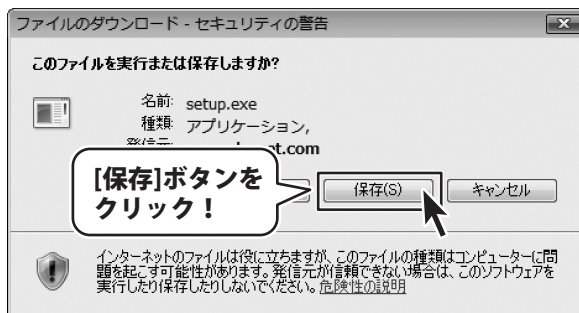 ファイルのダウンロード - セキュリティの警告
このファイルを実行または保存しますか?
名前: setup.exe
種類: アプリケーション,
発信元:
[保存]ボタンを
クリック!
保存(S)
キャンセル
インターネットのファイルは役に立ちますが、このファイルの種類はコンピューターに問
題を起こす可能性があります。発信元が信頼できない場合は、このソフトウェアを
実行したり保存したりしないでください。危険性の説明